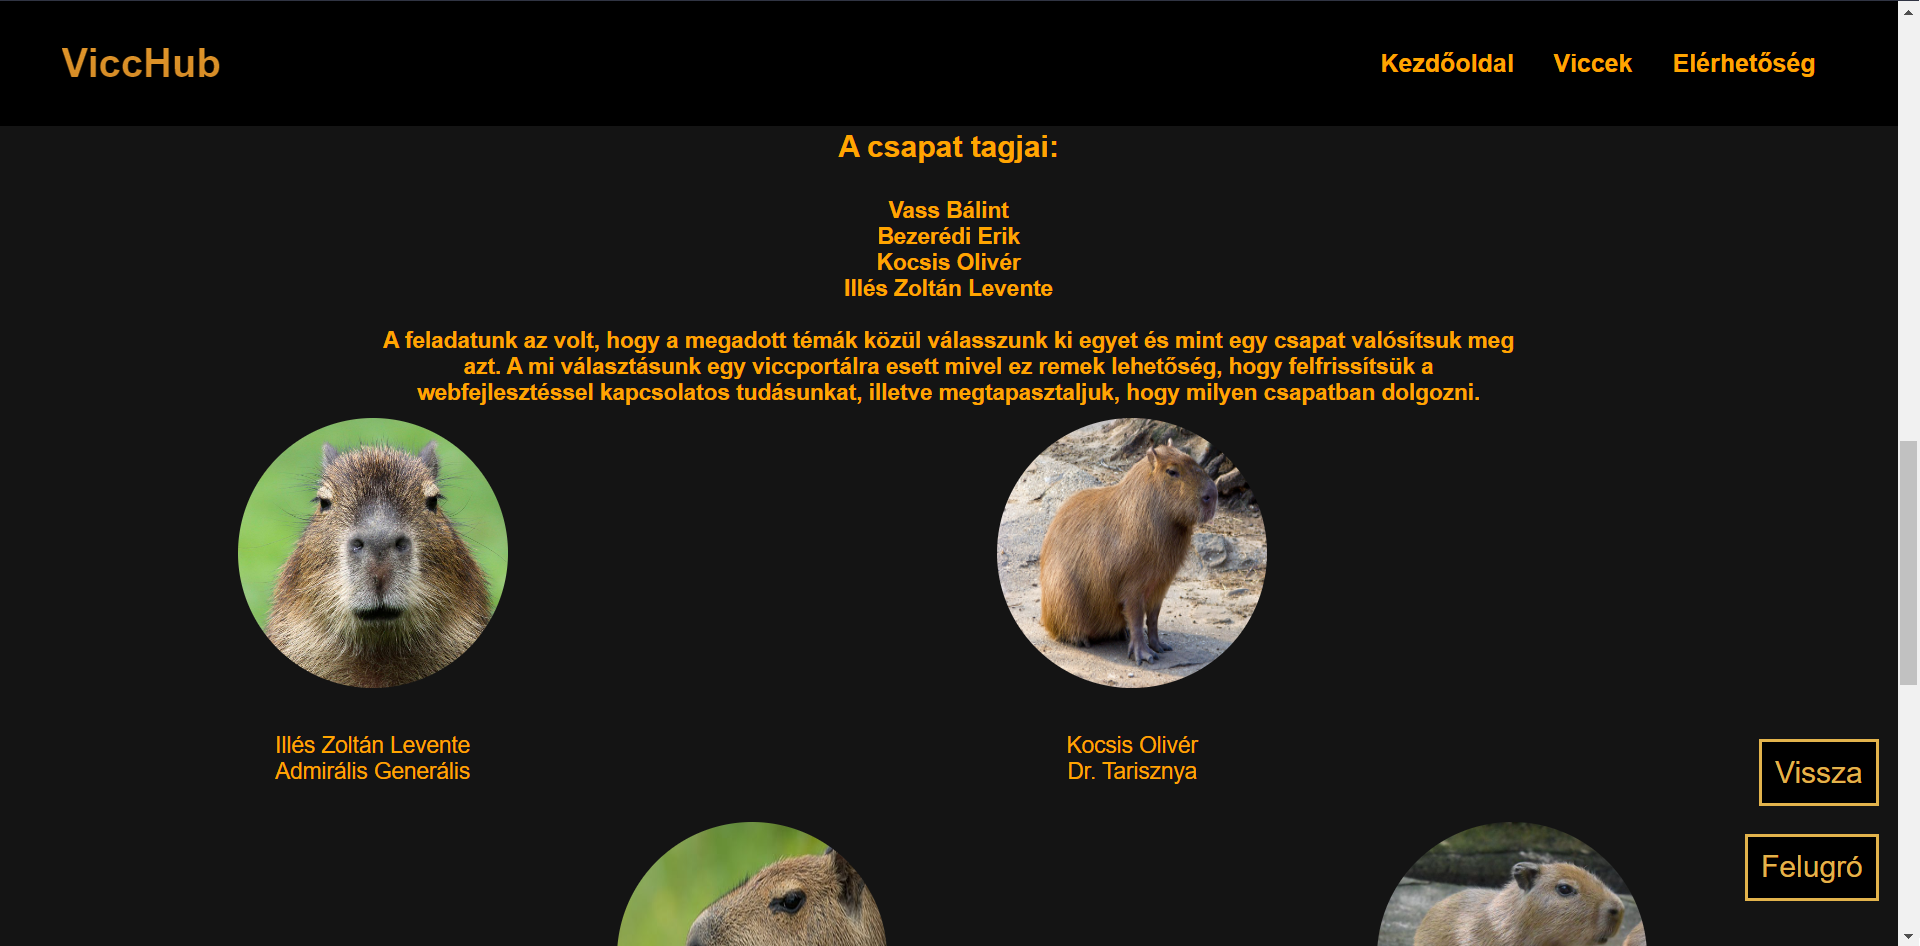 ViccHub
Kezdőoldal Viccek Elérhetőség
A csapat tagjai:
Vass Bálint
Bezerédi Erik
Kocsis Olivér
Illés Zoltán Levente
A feladatunk az volt, hogy a megadott témák közül válasszunk ki egyet és mint egy csapat valósítsuk meg
azt. A mi választásunk egy viccportálra esett mivel ez remek lehetőség, hogy felfrissítsük a
webfejlesztéssel kapcsolatos tudásunkat, illetve megtapasztaljuk, hogy milyen csapatban dolgozni.
Illés Zoltán Levente
Admirális Generális
Kocsis Olivér
Dr. Tarisznya
Vissza
Felugró